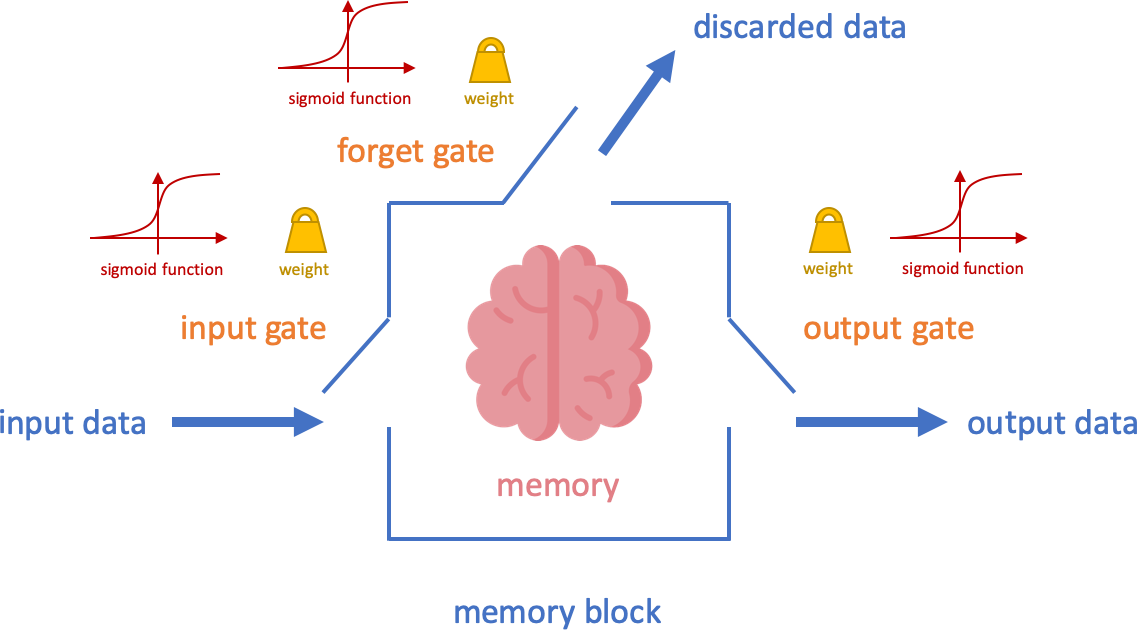 discarded data
sigmoid function
weight
forget gate
sigmoid function
weight
input gate
weight
sigmoid function
output gate
input data
output data
memory
memory block